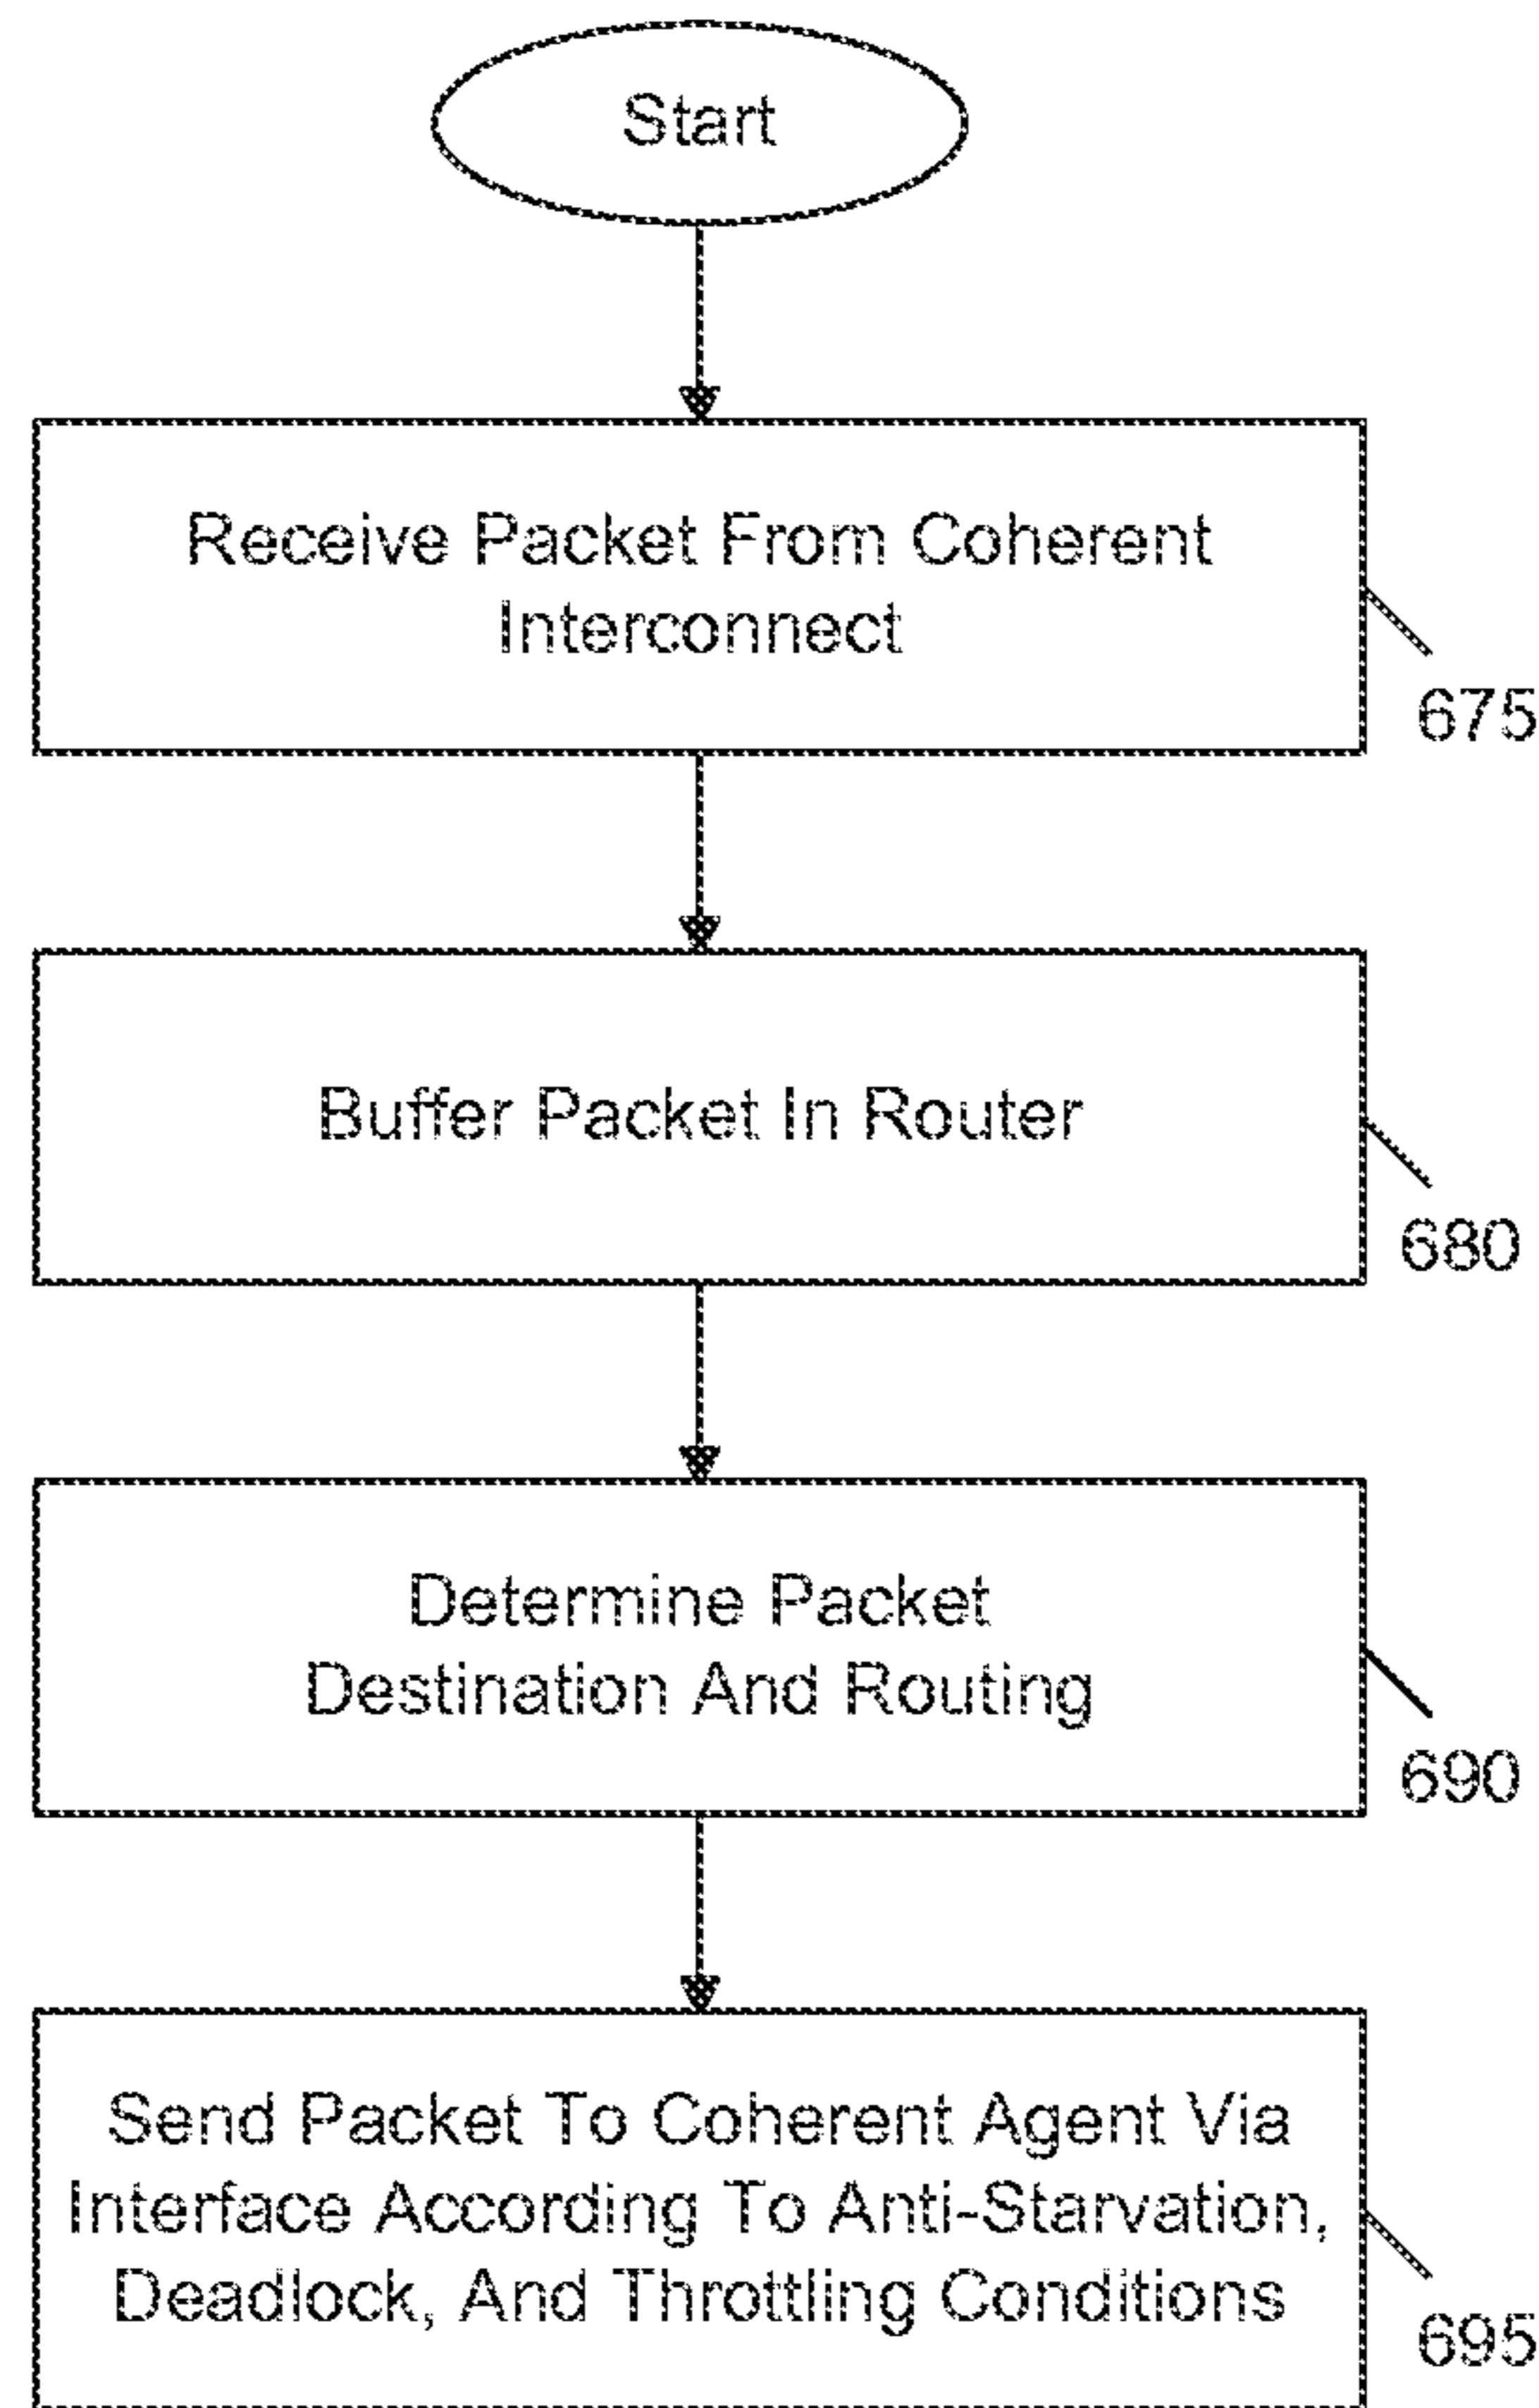 Start
Receive Packet From Coherent
Interconnect
675
Buffer Packet In Router
680
Determine Packet
Destination And Routing
690
Send Packet To Coherent Agent Via
Interface According To Anti-Starvation,
Deadlock, And Throttling Conditions
695